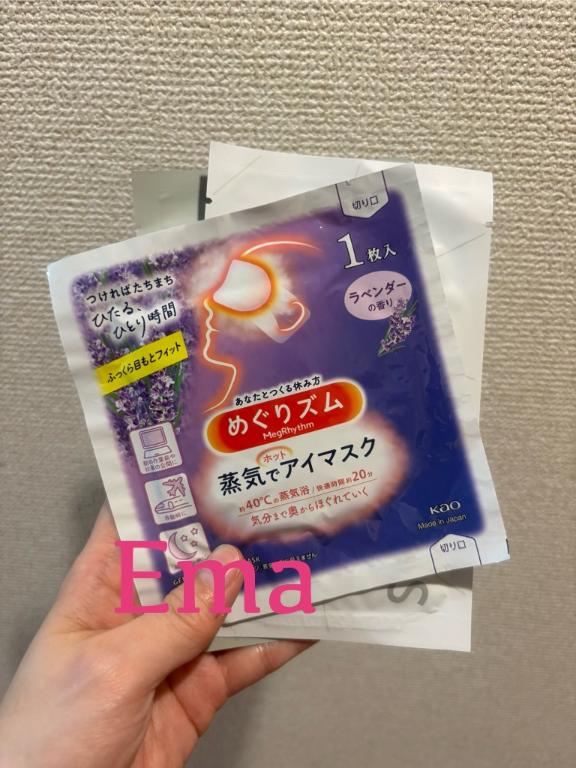 切り口
1枚入
つければたちまち
ひたる、
ひとり時間
ラベンダー
の香り
ふっくら目もとフィット
あなたとつくる休み方
めぐりズム
MegRhythm
ホット
蒸気でアイマスク
約40℃の蒸気浴/快適時間 約20分
気分まで奥からほぐれていく
Kao
Made in Japan
切り口
Ema